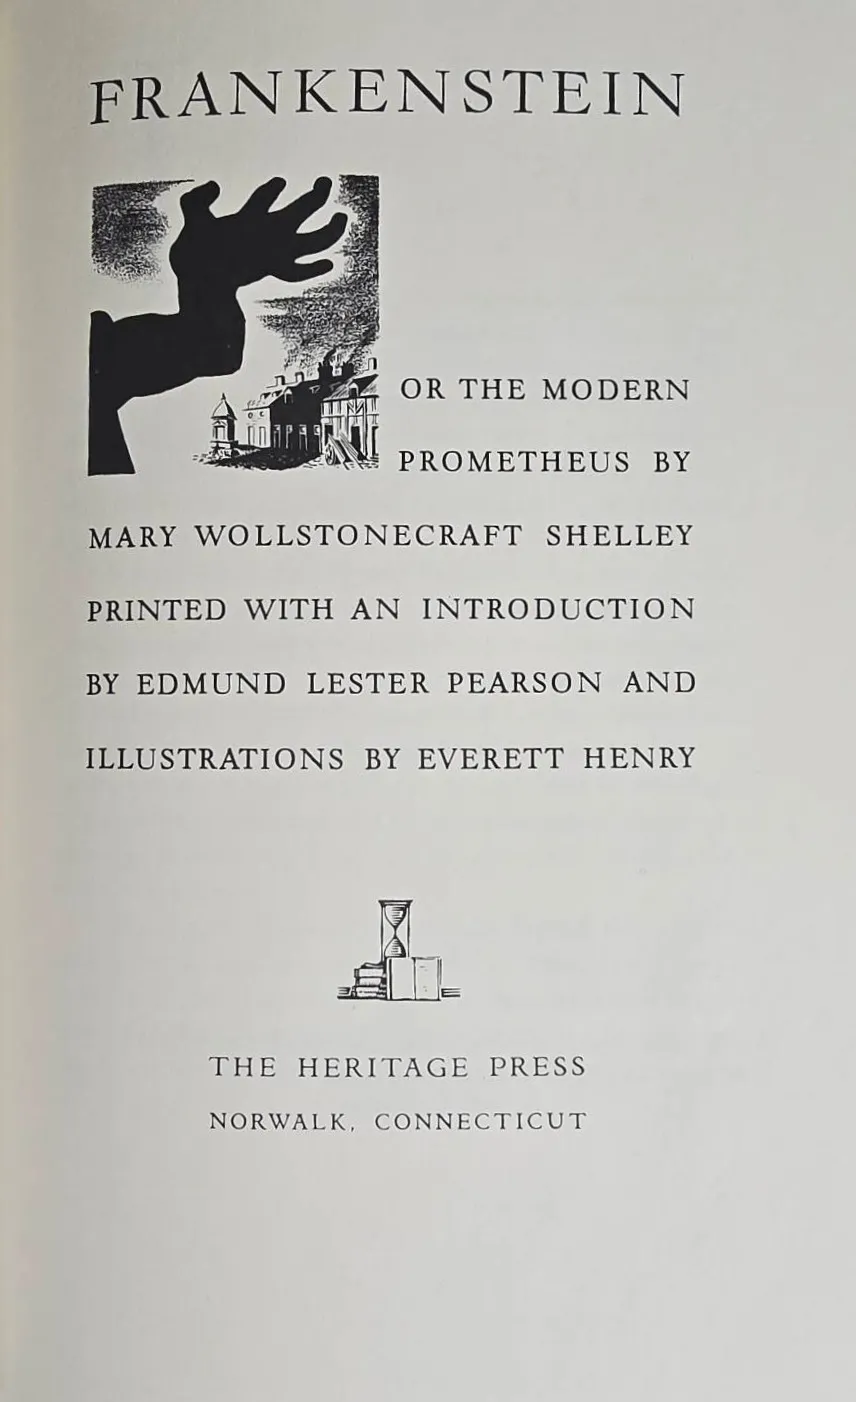 FRANKENSTEIN
OR THE MODERN
PROMETHEUS BY
MARY WOLLSTONECRAFT SHELLEY
PRINTED WITH AN INTRODUCTION
BY EDMUND LESTER PEARSON AND
ILLUSTRATIONS BY EVERETT HENRY
THE HERITAGE PRESS
NORWALK, CONNECTICUT